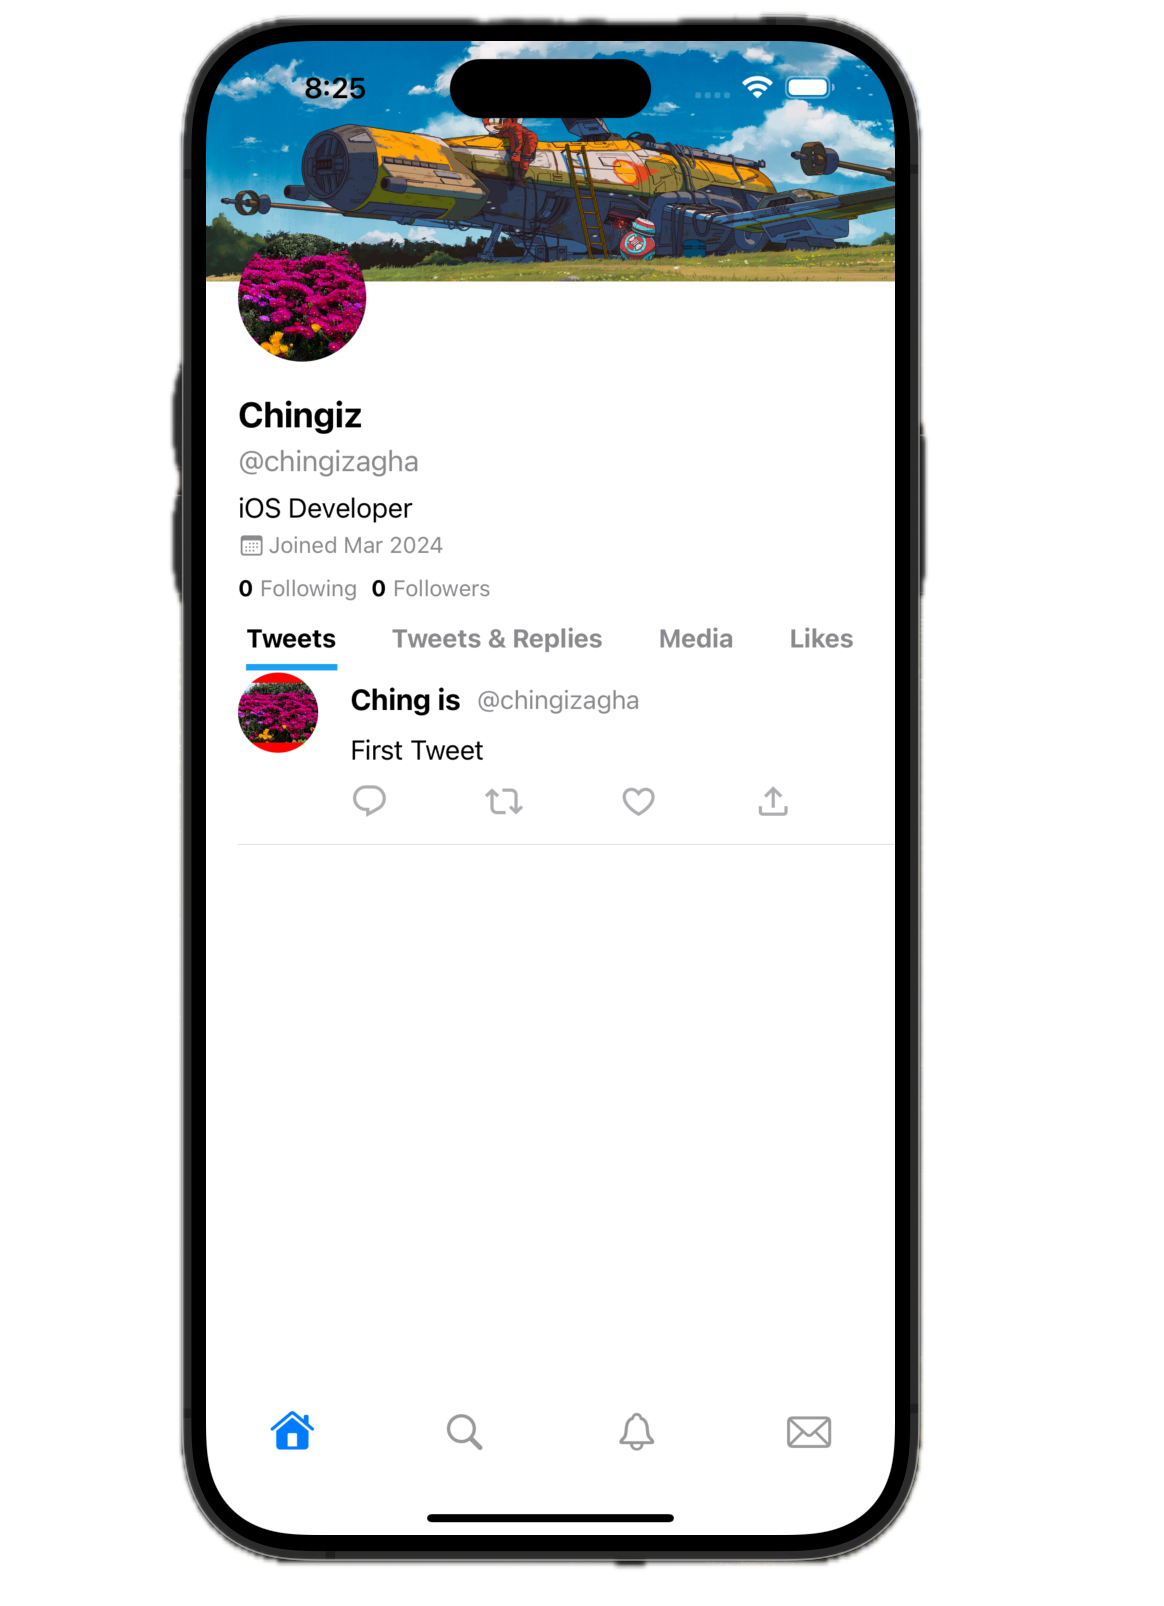 8:25
Chingiz
@chingizagha
iOS Developer
Joined Mar 2024
0 Following 0 Followers
Tweets Tweets & Replies Media Likes
Ching is @chingizagha
First Tweet